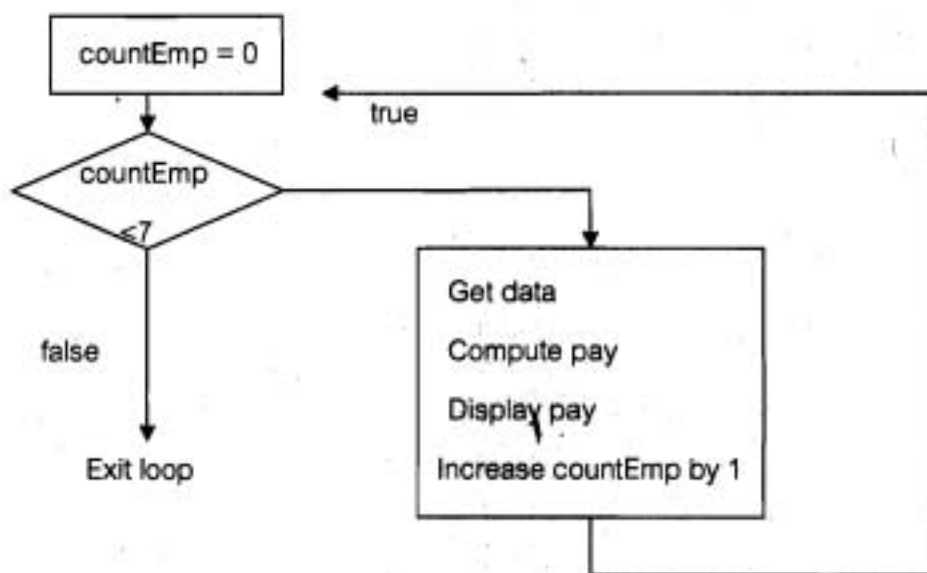 countEmp = 0
true
countEmp
≤7
Get data
false
Compute pay
Display pay
Exit loop
Increase countEmp by 1